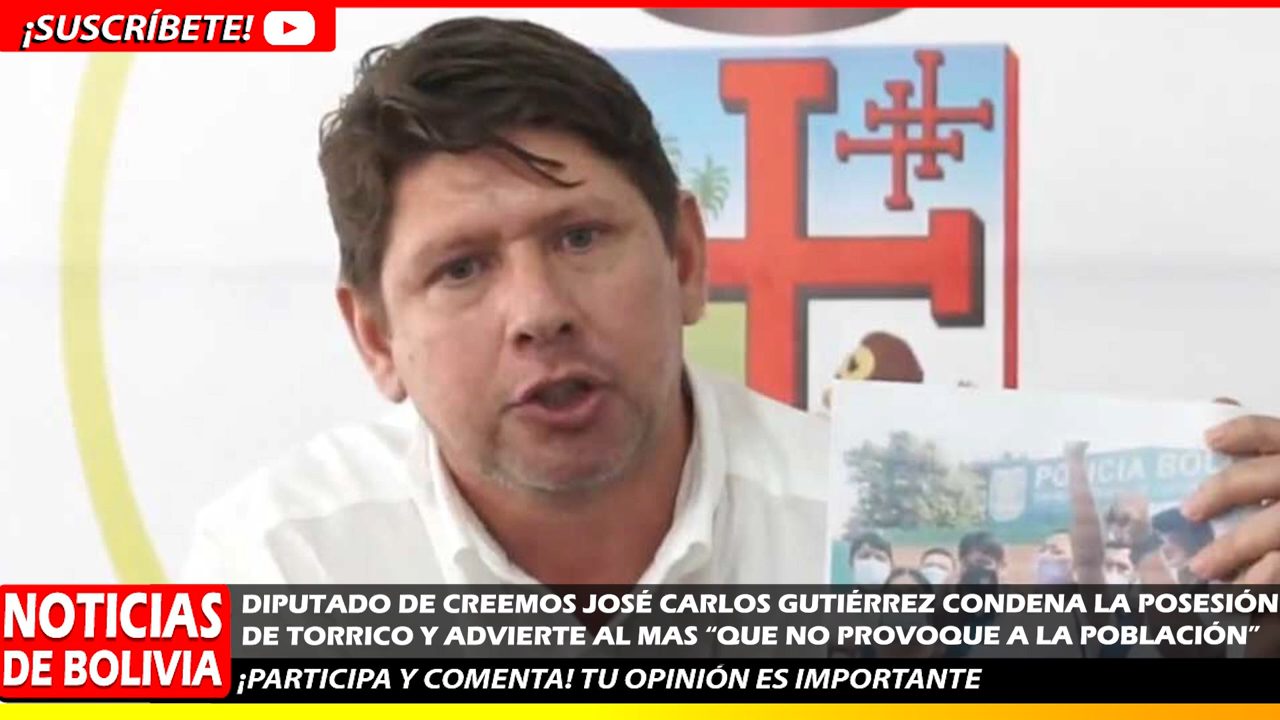 ¡SUSCRÍBETE!
POLICIA BOL
NOTICIAS
DE BOLIVIA
DIPUTADO DE CREEMOS JOSÉ CARLOS GUTIÉRREZ CONDENA LA POSESIÓN
DE TORRICO Y ADVIERTE AL MAS “QUE NO PROVOQUE A LA POBLACIÓN”
¡PARTICIPA Y COMENTA! TU OPINIÓN ES IMPORTANTE